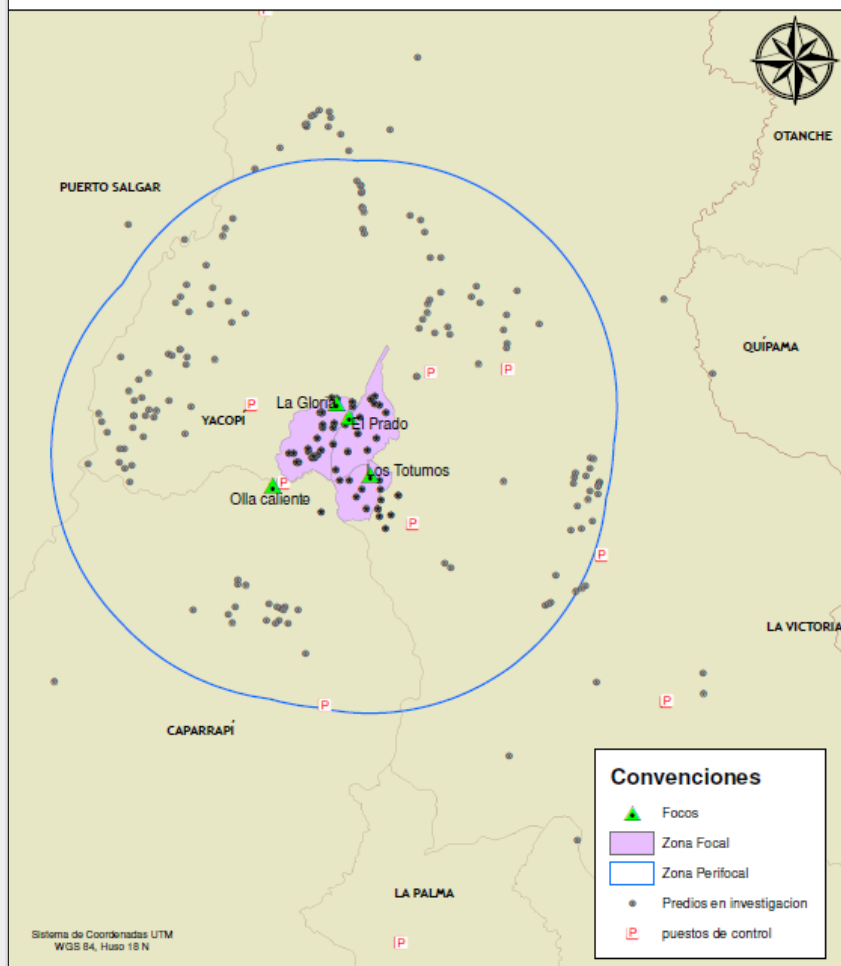 P
OTANCHE
PUERTO SALGAR
QUÍPAMA
P
P
La Gloria
P
YACOPÍ
El Prado
Los Totumos
P
Olla caliente
P
P
LA VICTORIA
P
P
CAPARRAPÍ
Convenciones
Focos
Zona Focal
Zona Perifocal
Predios en investigacion
P puestos de control
LA PALMA
Sistema de Coordenadas UTM
WGS 84, Huso 18 N
P